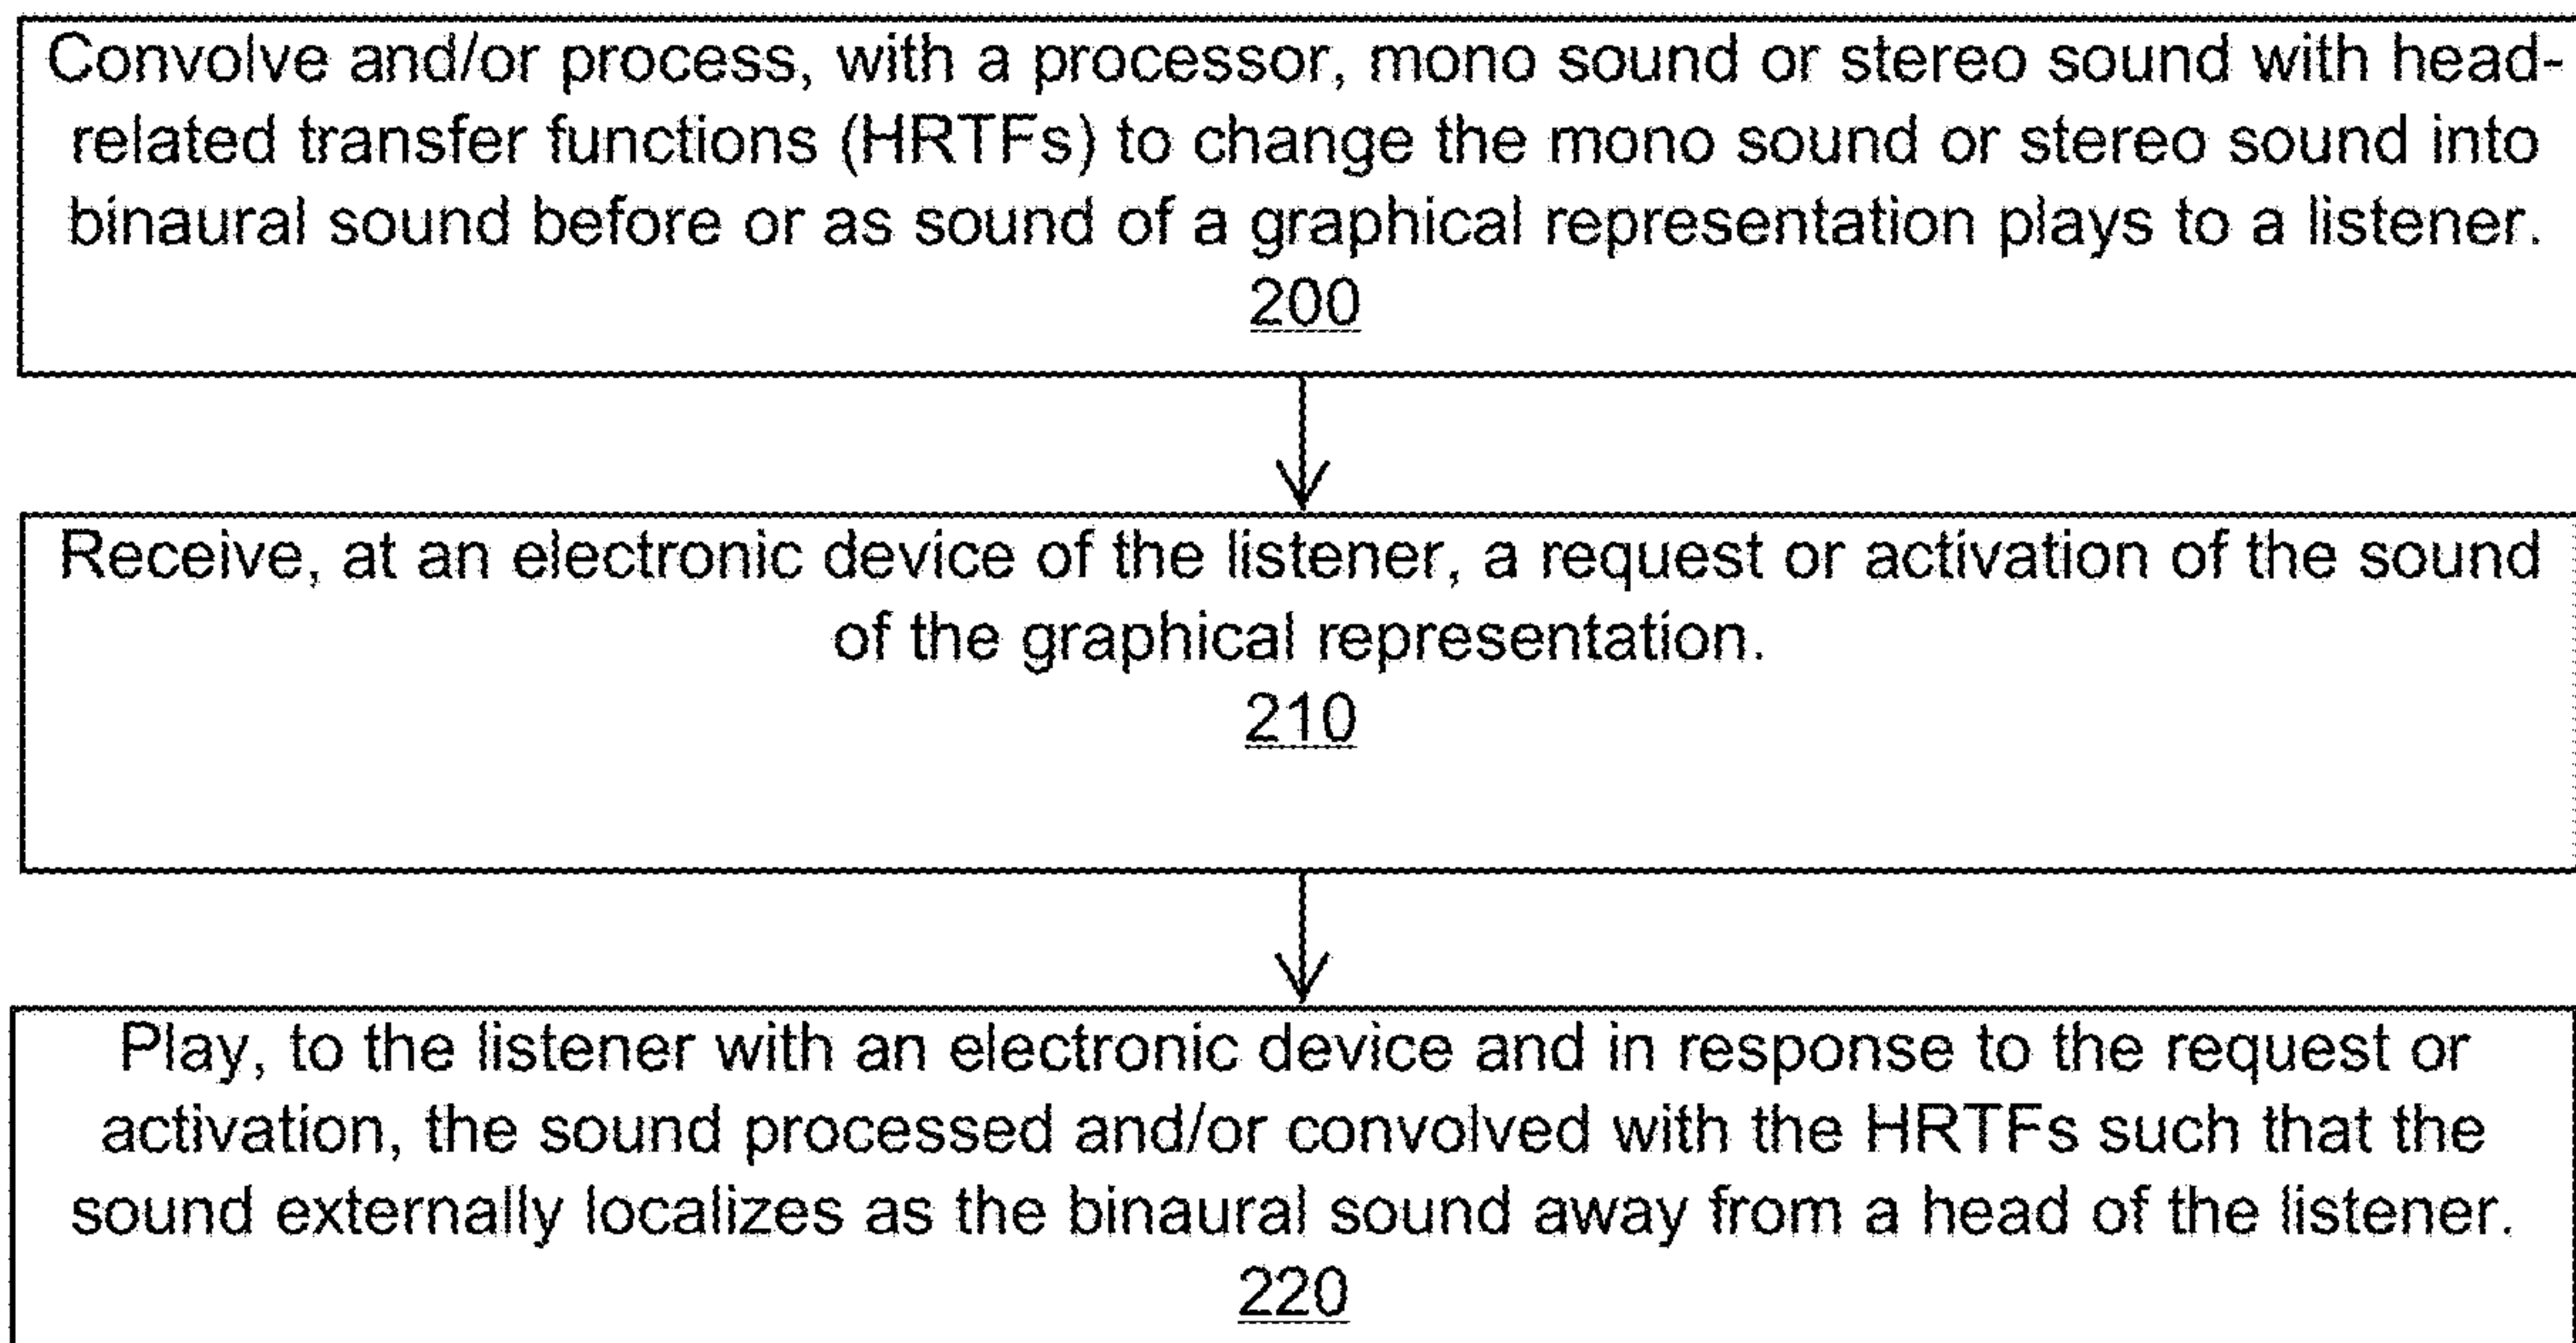 Convolve and/or process, with a processor, mono sound or stereo sound with head-
related transfer functions (HRTFs) to change the mono sound or stereo sound into
binaural sound before or as sound of a graphical representation plays to a listener.
200
Receive, at an electronic device of the listener, a request or activation of the sound
of the graphical representation.
210
Play, to the listener with an electronic device and in response to the request or
activation, the sound processed and/or convolved with the HRTFs such that the
sound externally localizes as the binaural sound away from a head of the listener.
220